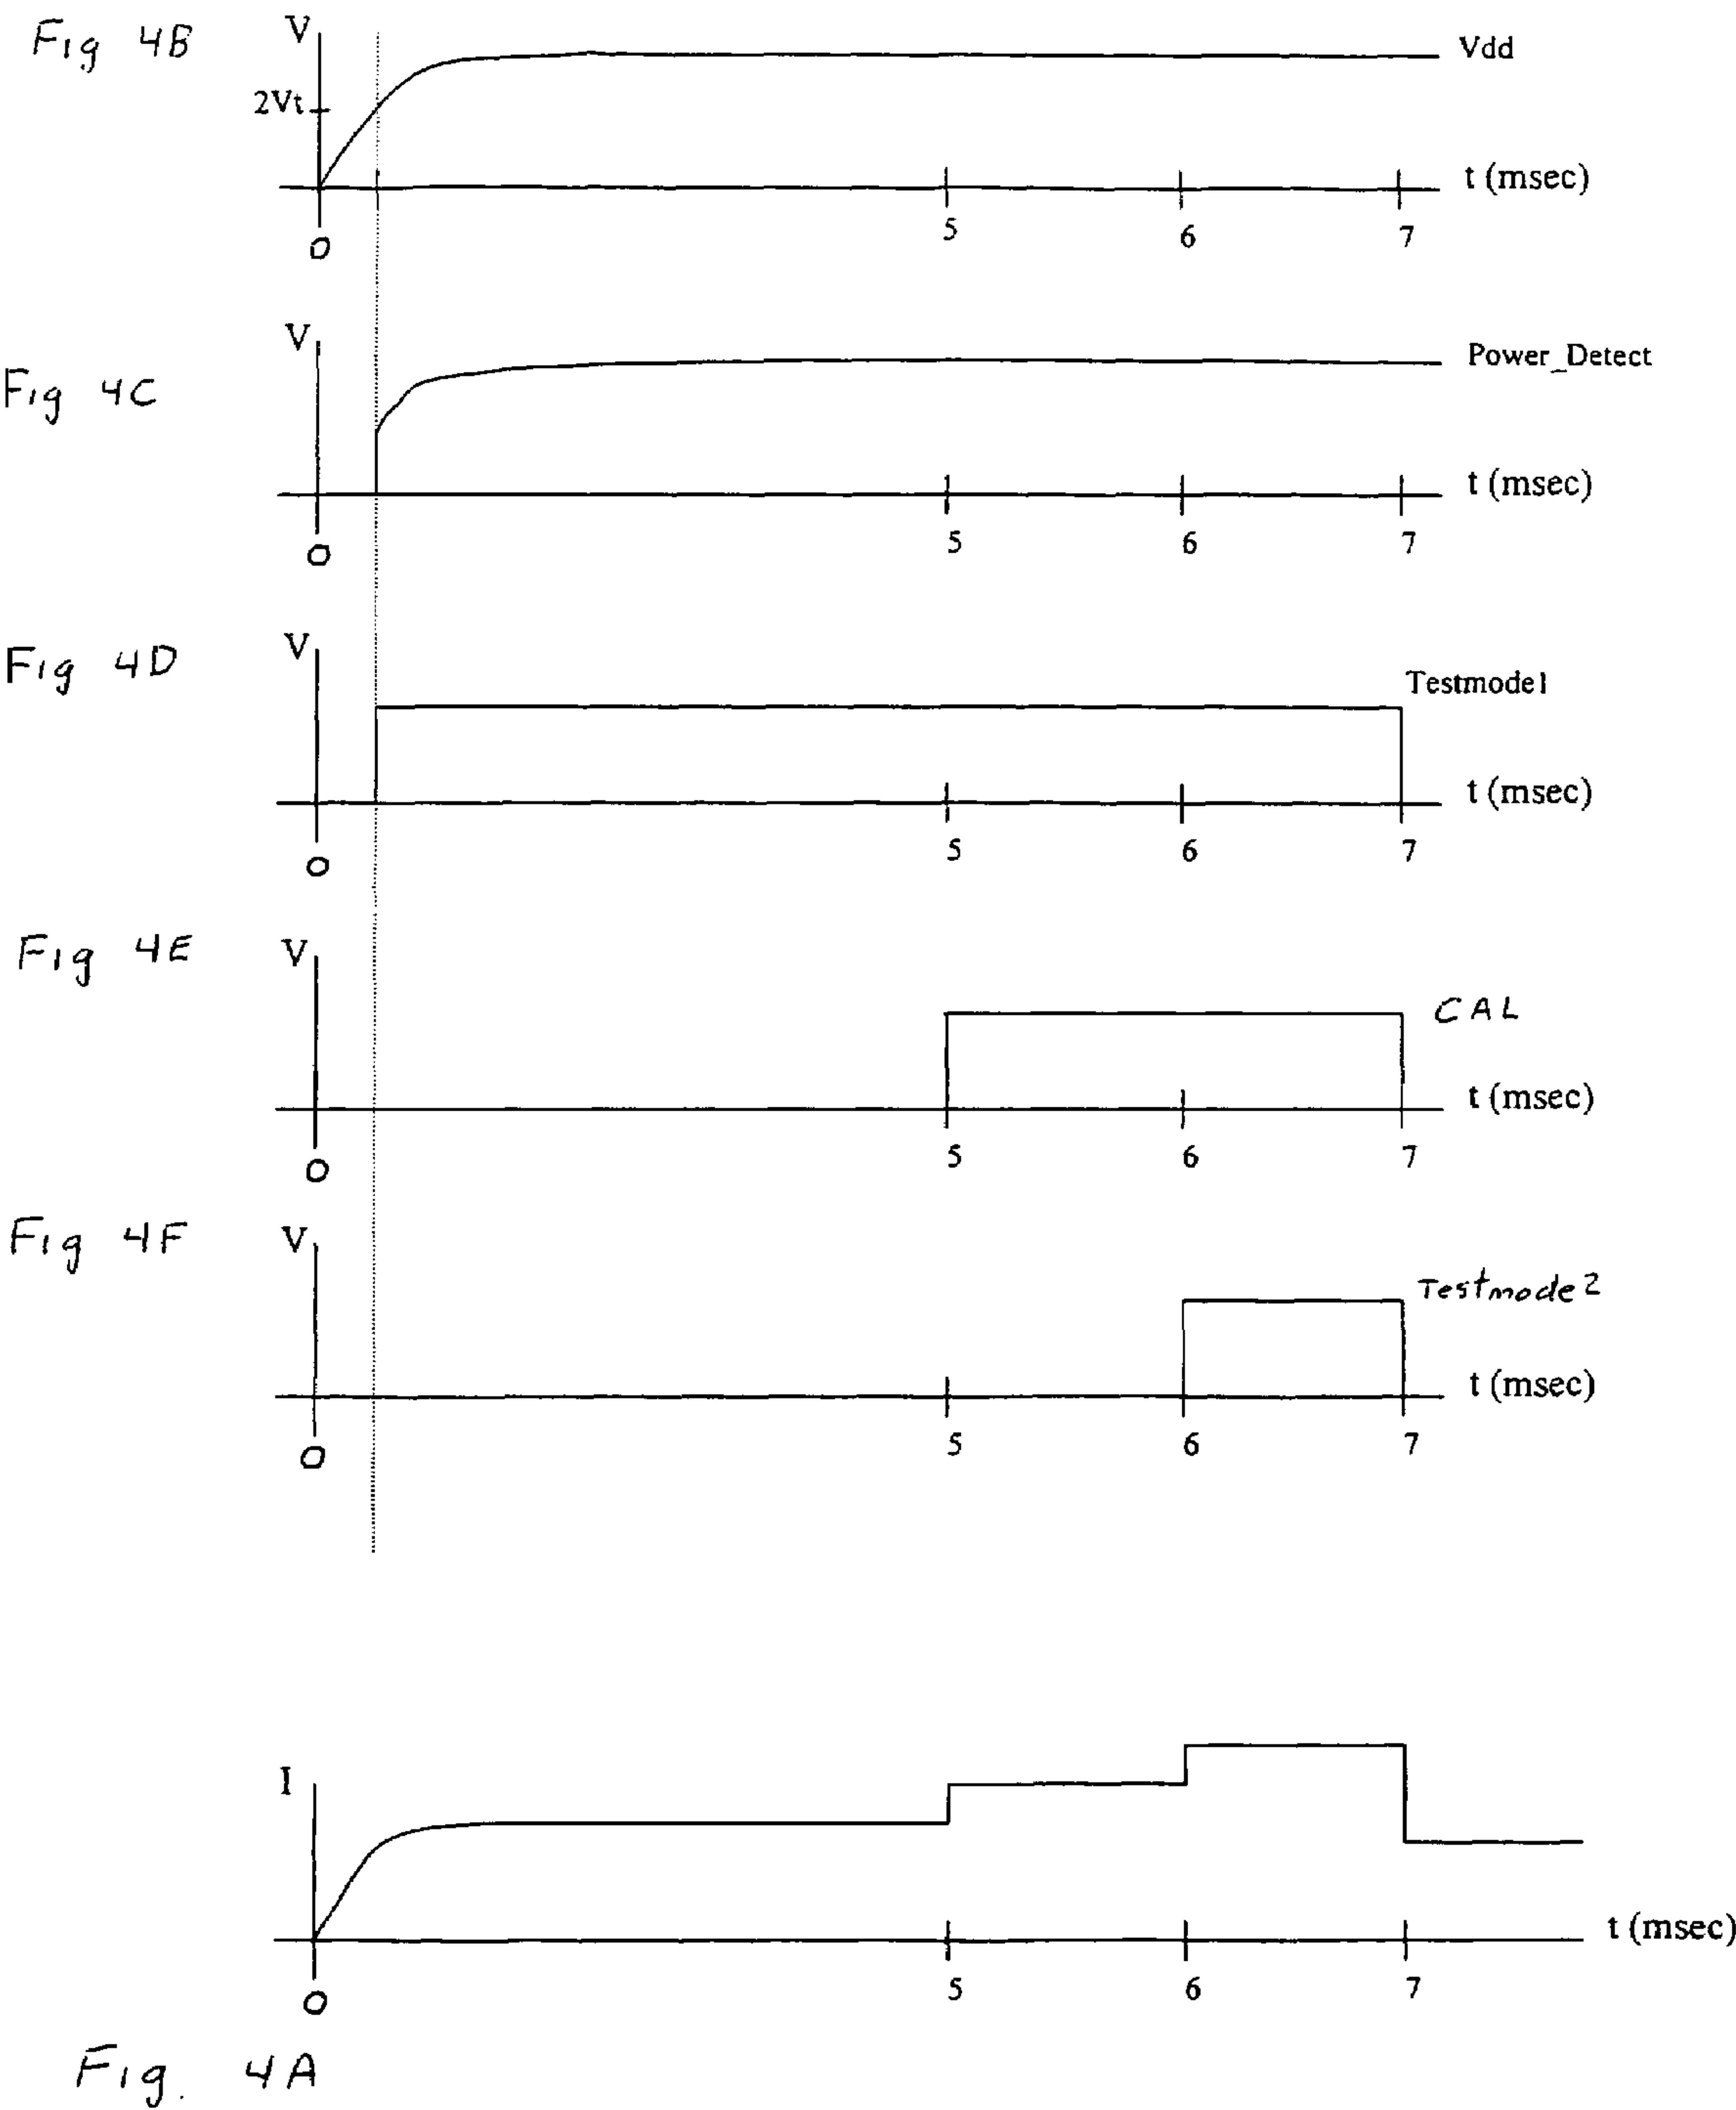 Fig 4B
V
Vdd
2Vt
t (msec)
0 5 6 7
V
Power_Detect
Fig 4C
t (msec)
0 5 6 7
Fig 4D
V
Testmode1
t (msec)
0 5 6 7
Fig 4E
V
CAL
t (msec)
0 5 6 7
Fig 4F
V
Testmode2
t (msec)
0 5 6 7
I
t (msec)
0 5 6 7
Fig. 4A